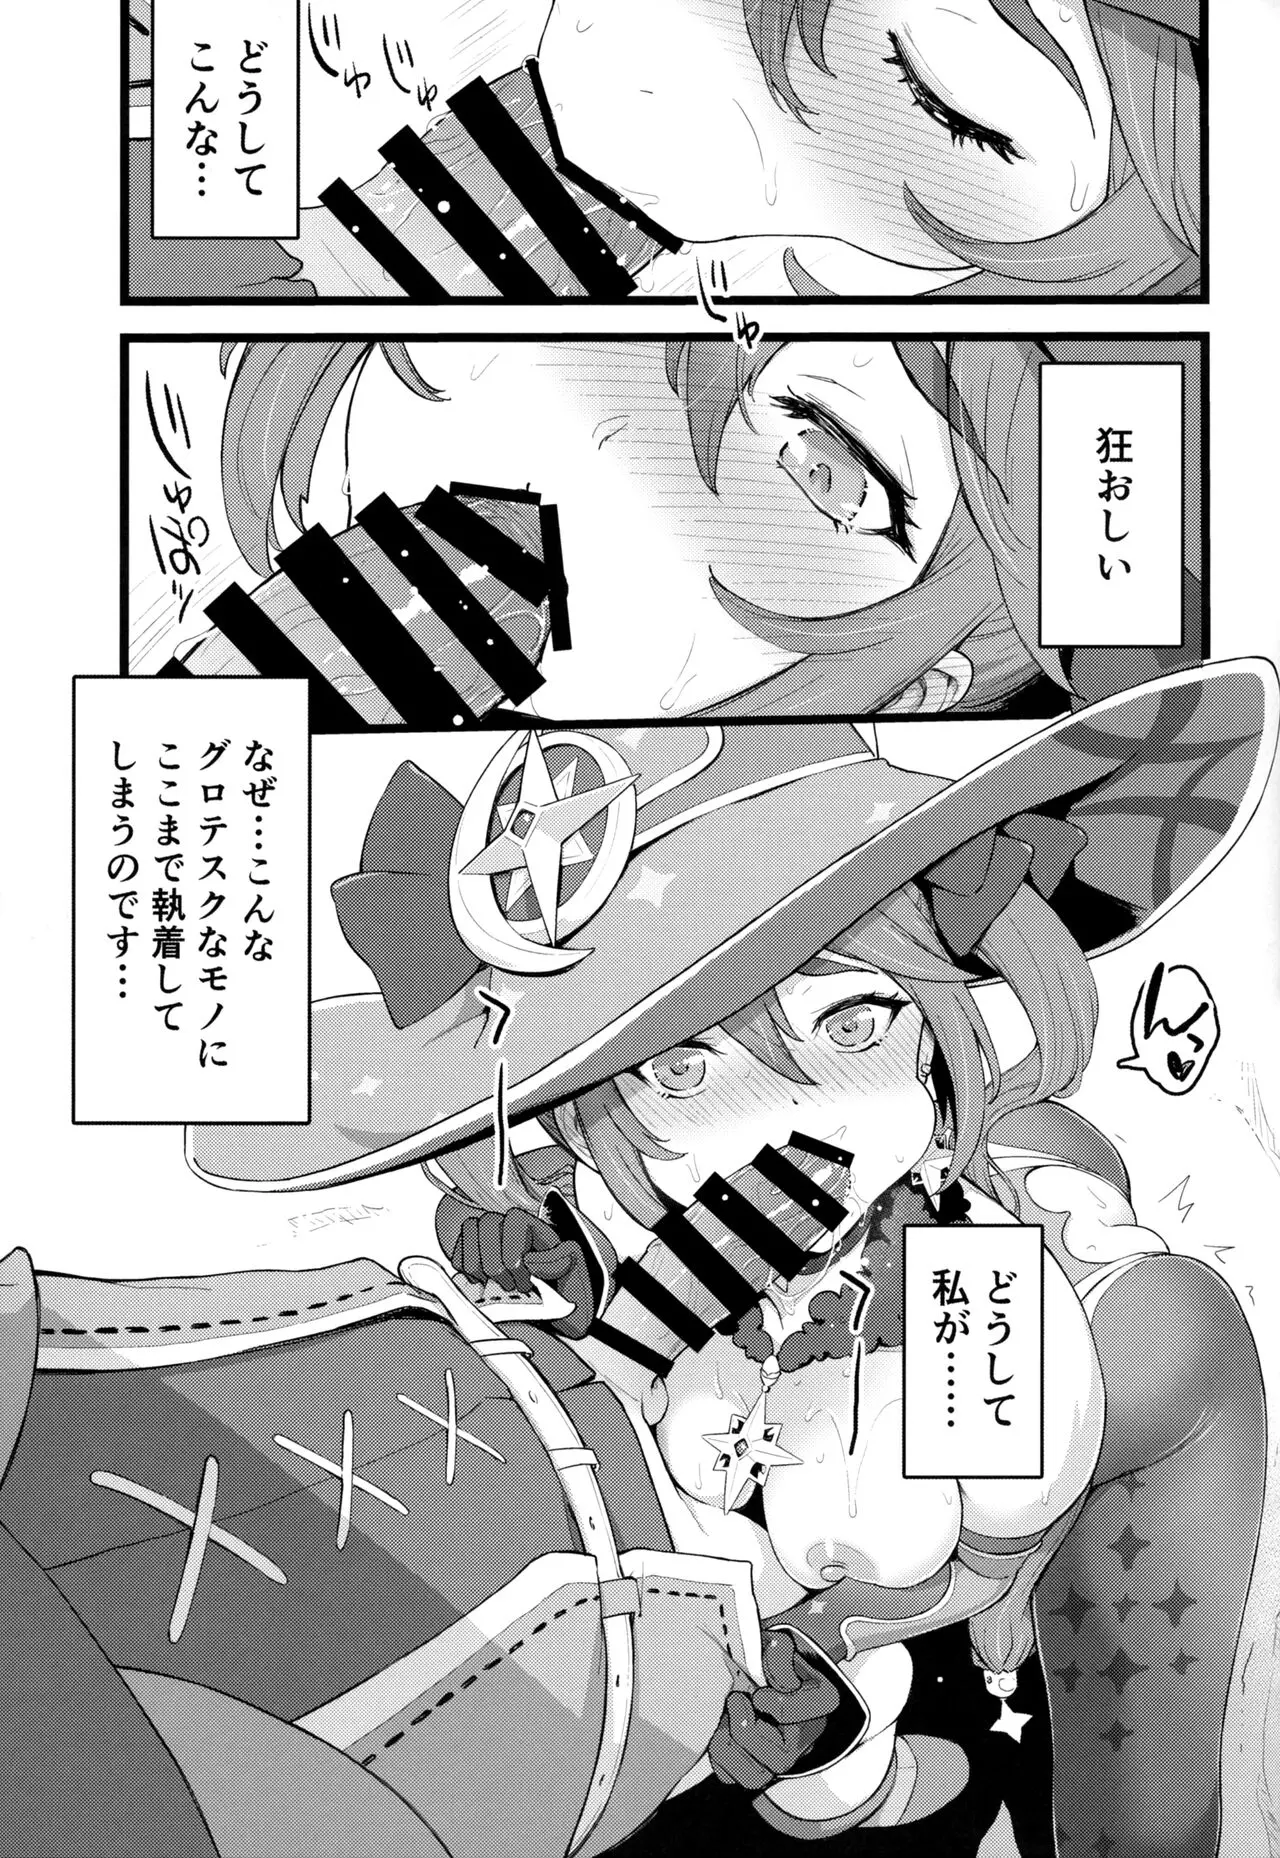 どうして
こんな…
じゅ
じゅ
じゅ
狂おしい
じゅぽっ
なぜ…こんな
グロテスクなモノに
ここまで執着して
しまうのです…
んっ♥
どうして
私が……